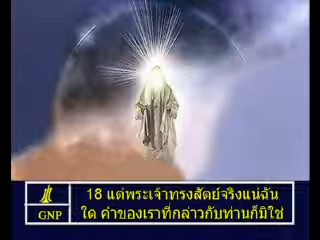 18 แต่พระเจ้าทรงสัตย์จริงแน่ฉัน
ใด คำของเราที่กล่าวกับท่านก็มิใช่
GNP